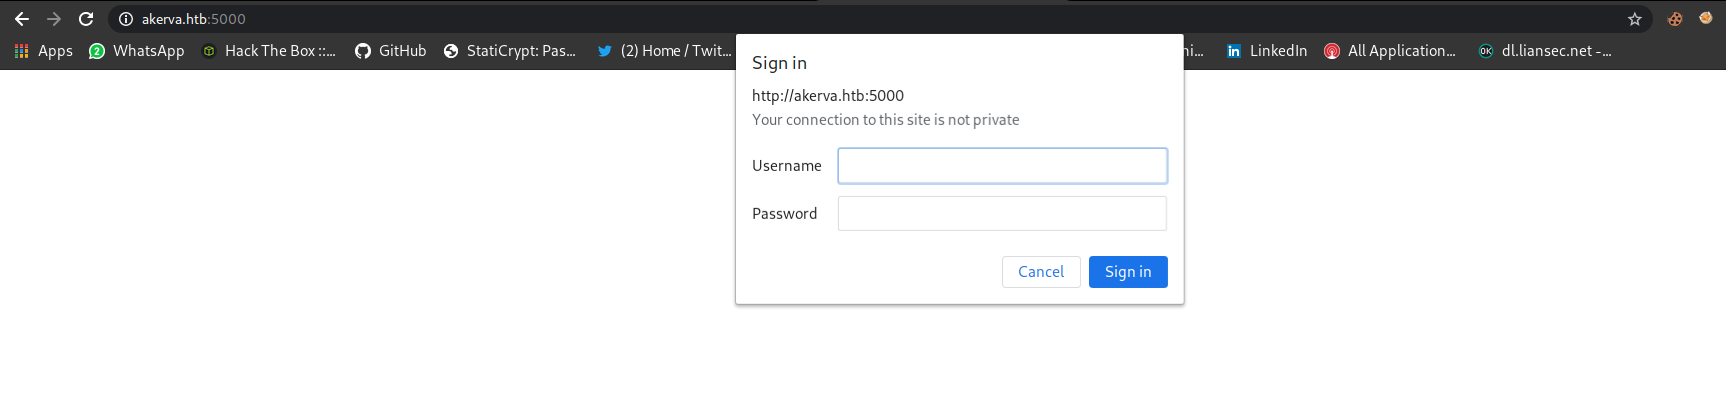 akerva.htb:5000
Apps WhatsApp Hack The Box ::... GitHub StatiCrypt: Pas... (2) Home / Twit... ni... LinkedIn All Application... dl.liansec.net -...
Sign in
http://akerva.htb:5000
Your connection to this site is not private
Username
Password
Cancel Sign in